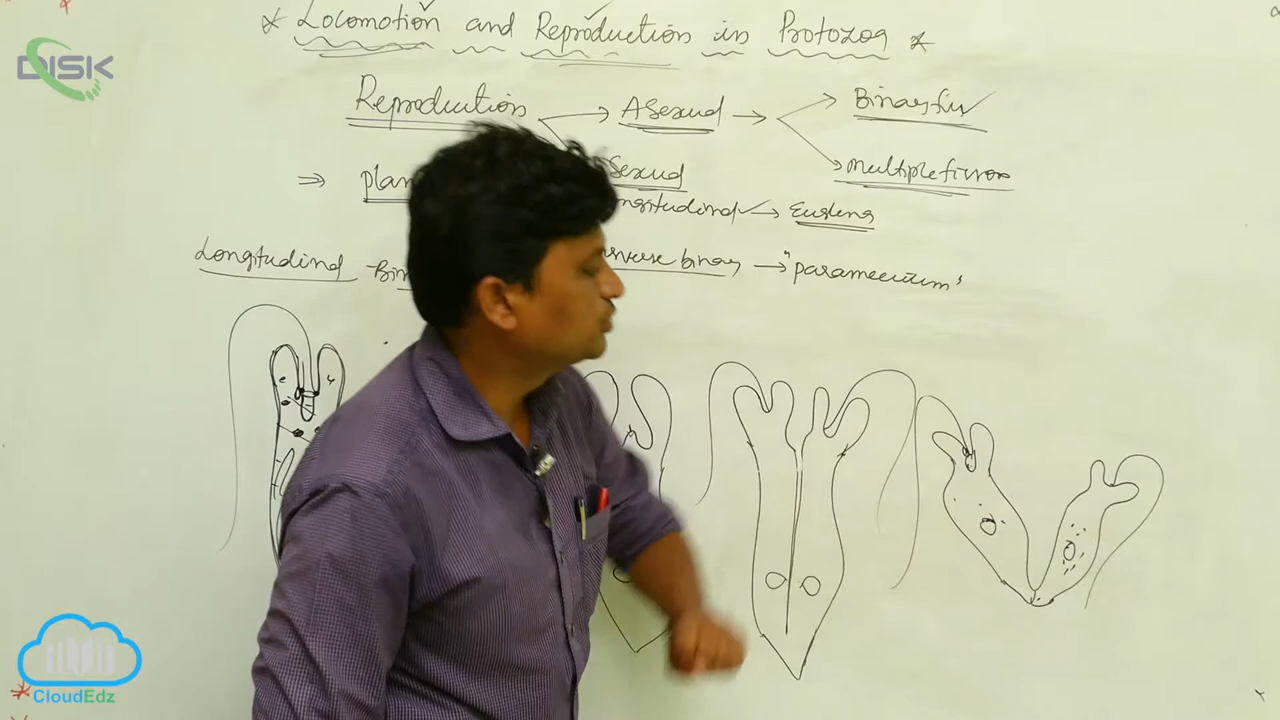 DISK
* Locomotion and Reproduction in Protozoa *
Reproduction → Asexual → Binary fis
Multiple fission
⇒ plan Sexual
ngitudinal → Euglena
Longitudinal Bin nsverse binary → "paramecium"
CloudEdz